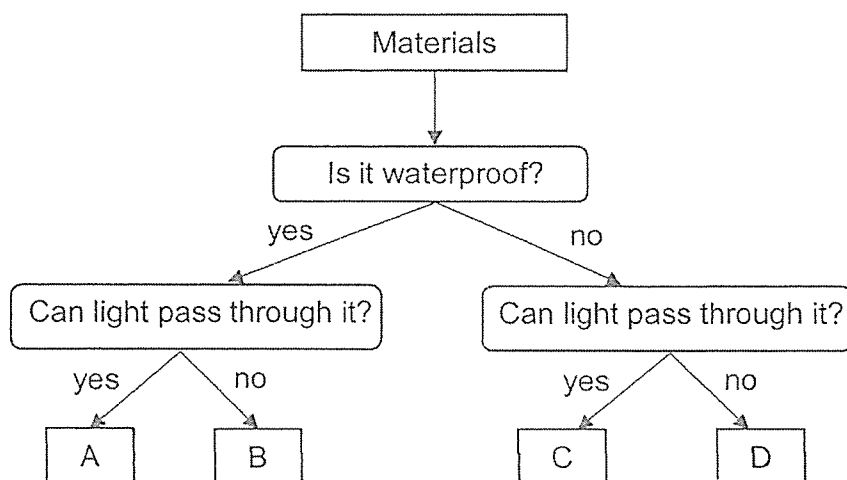 Materials
Is it waterproof?
yes
no
Can light pass through it?
Can light pass through it?
yes
no
yes
no
A
B
C
D